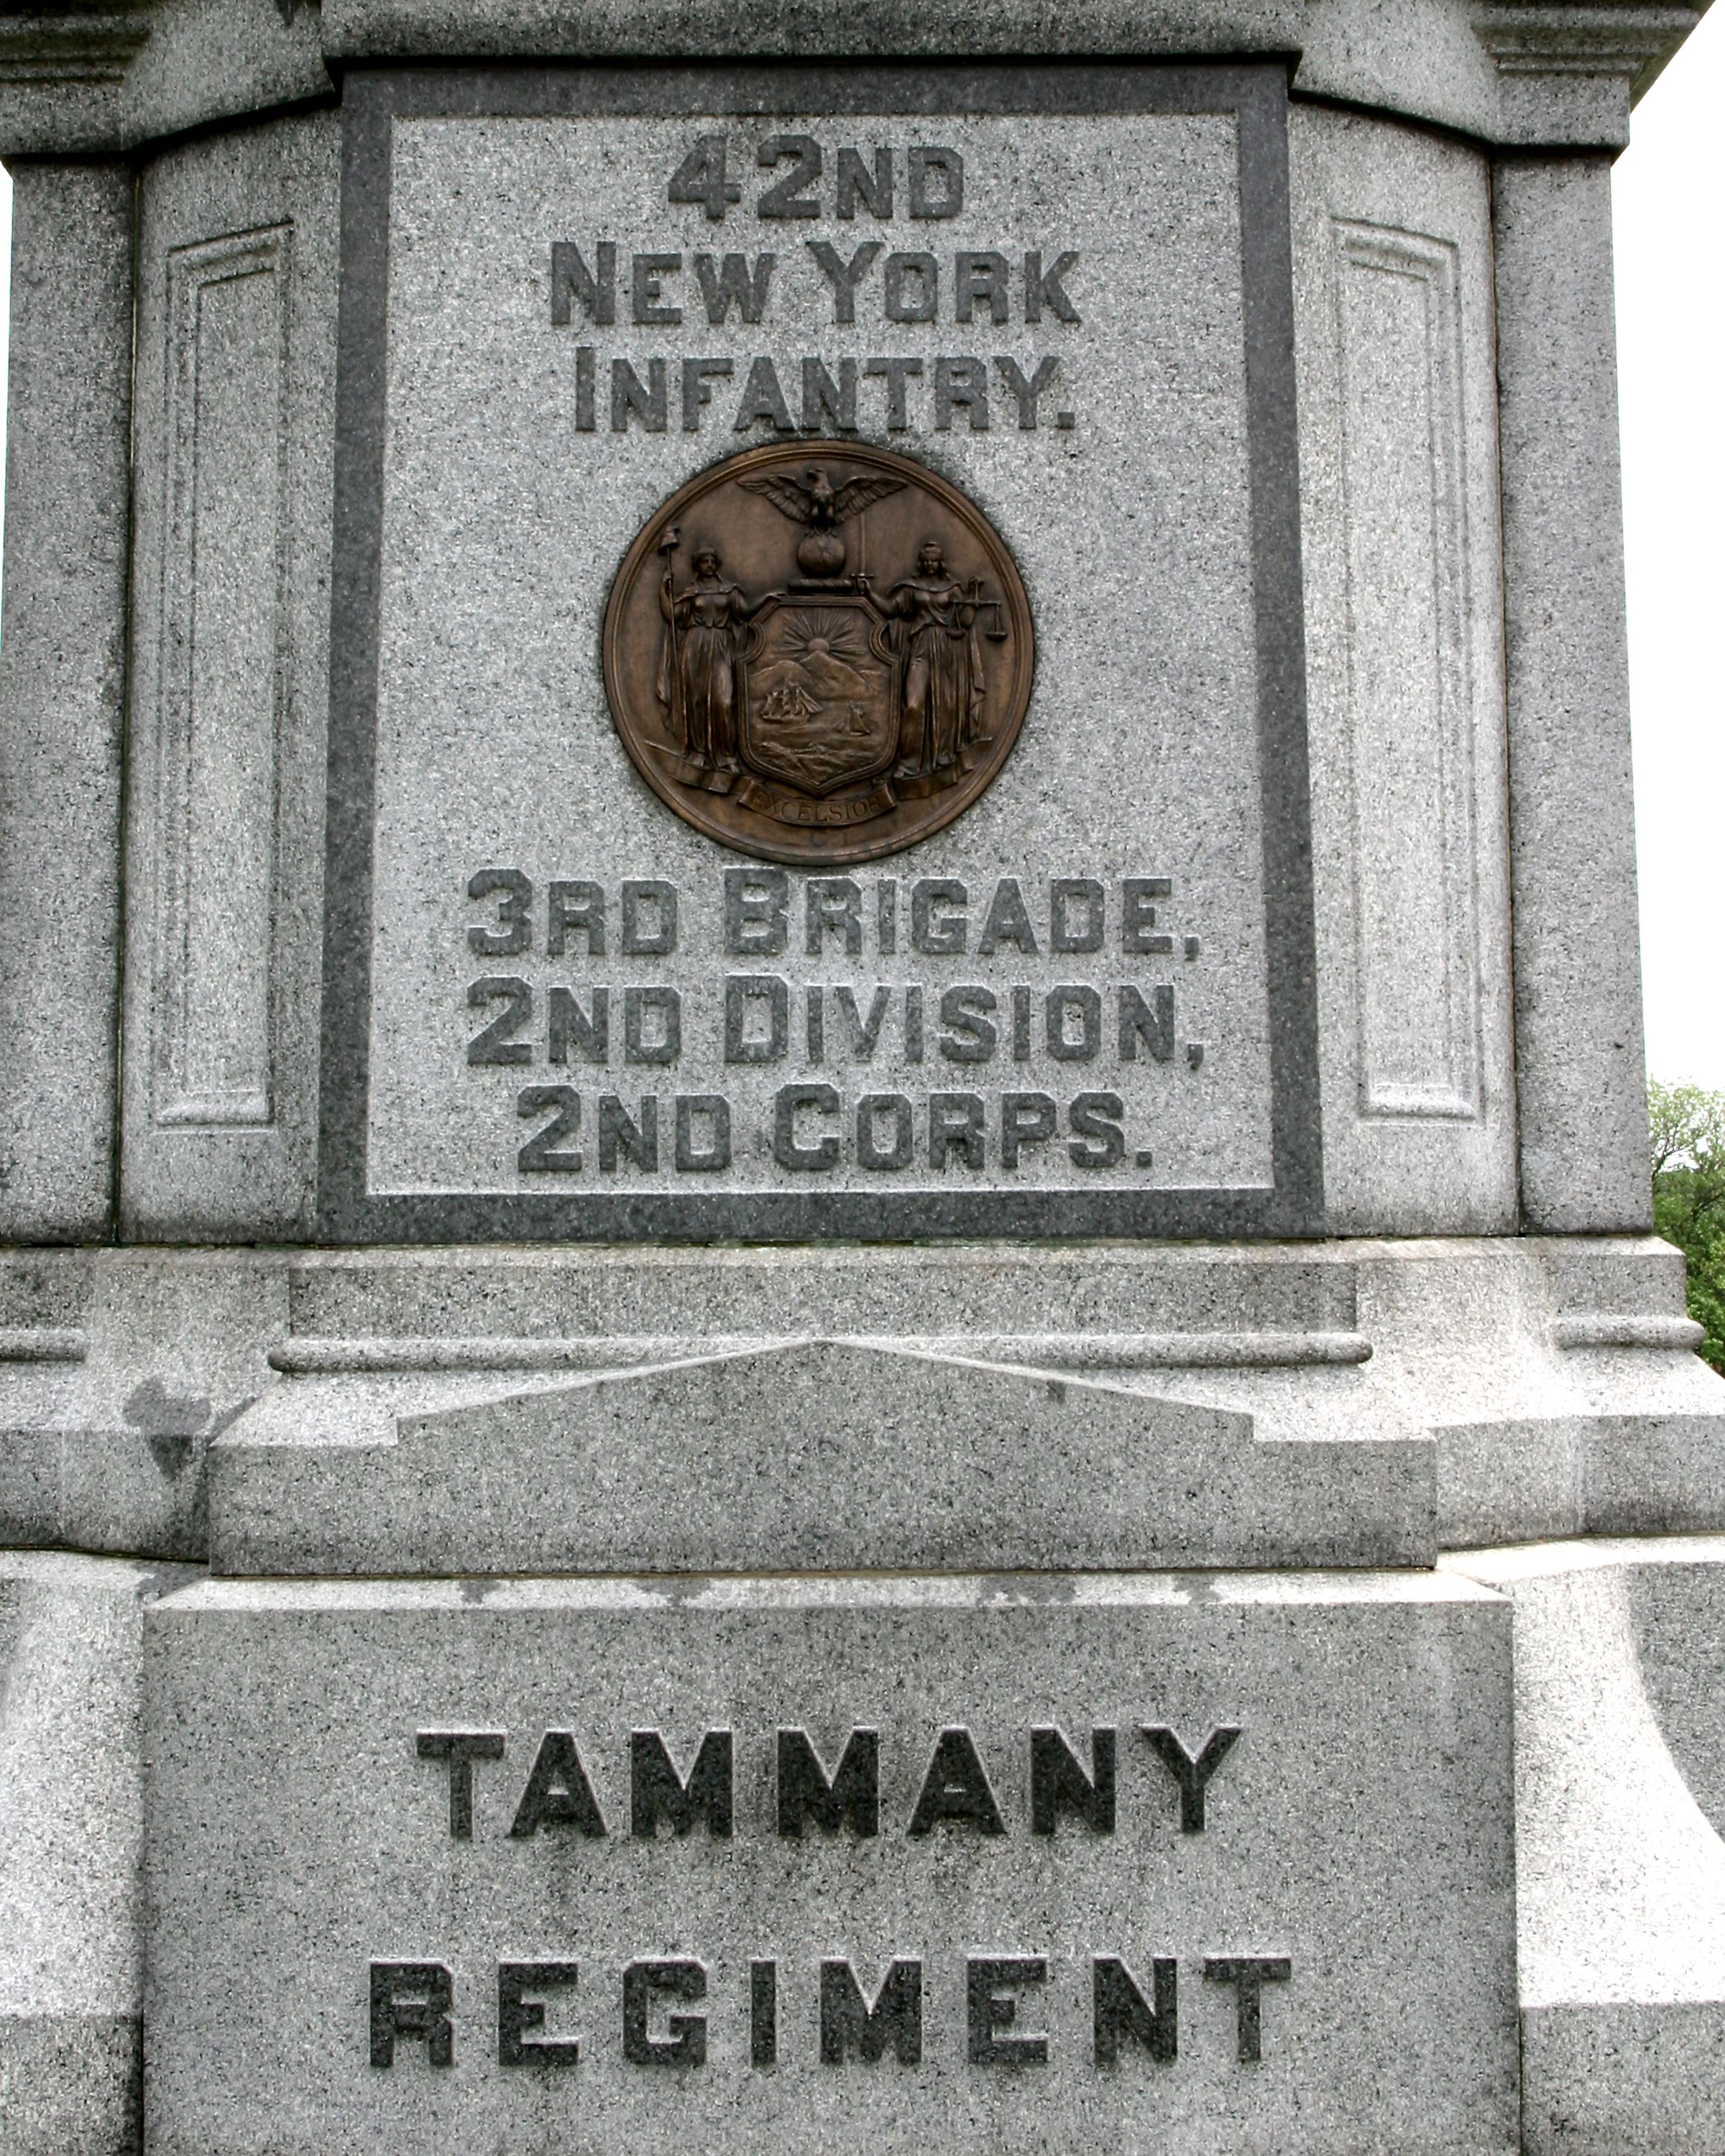 42ND
NEW YORK
INFANTRY.
EXCELSIOR
3RD BRIGADE,
2ND DIVISION,
2ND CORPS.
TAMMANY
REGIMENT